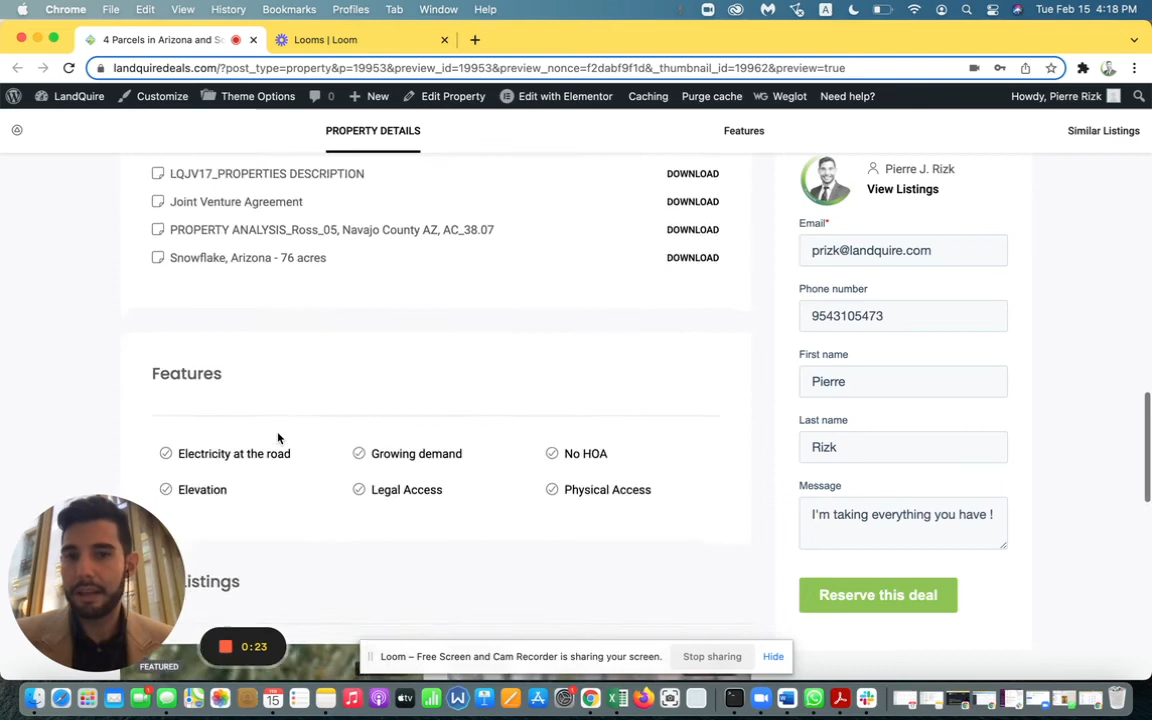 Chrome File Edit View History Bookmarks Profiles Tab Window Help Tue Feb 15 4:18 PM
4 Parcels in Arizona and So Looms | Loom
landquiredeals.com/?post_type=property&p=19953&preview_id=19953&preview_nonce=f2dabf9f1d&_thumbnail_id=19962&preview=true
LandQuire Customize Theme Options 0 New Edit Property Edit with Elementor Caching Purge cache Weglot Need help? Howdy, Pierre Rizk
PROPERTY DETAILS Features Similar Listings
LQJV17_PROPERTIES DESCRIPTION DOWNLOAD
Joint Venture Agreement DOWNLOAD
PROPERTY ANALYSIS_Ross_05, Navajo County AZ, AC_38.07 DOWNLOAD
Snowflake, Arizona - 76 acres DOWNLOAD
Features
Electricity at the road Growing demand No HOA
Elevation Legal Access Physical Access
Listings
FEATURED
Pierre J. Rizk
View Listings
Email*
prizk@landquire.com
Phone number
9543105473
First name
Pierre
Last name
Rizk
Message
I'm taking everything you have !
Reserve this deal
0:23
Loom – Free Screen and Cam Recorder is sharing your screen. Stop sharing Hide